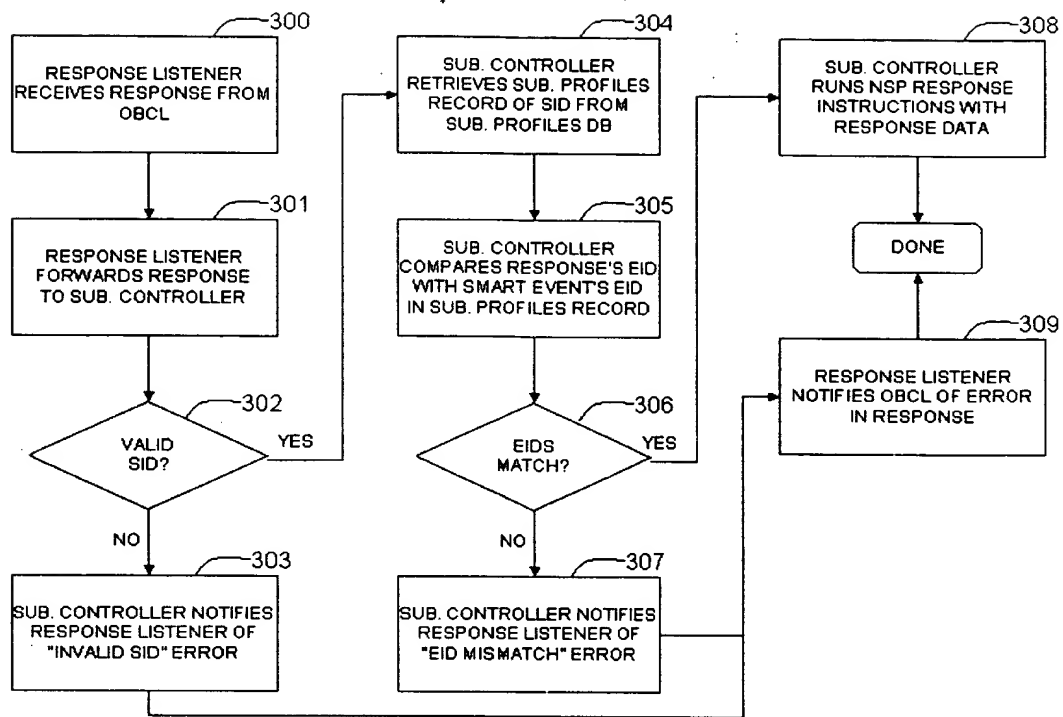 300
RESPONSE LISTENER
RECEIVES RESPONSE FROM
OBCL
301
RESPONSE LISTENER
FORWARDS RESPONSE
TO SUB. CONTROLLER
302
VALID
SID?
YES
NO
303
SUB. CONTROLLER NOTIFIES
RESPONSE LISTENER OF
"INVALID SID" ERROR
304
SUB. CONTROLLER
RETRIEVES SUB. PROFILES
RECORD OF SID FROM
SUB. PROFILES DB
305
SUB. CONTROLLER
COMPARES RESPONSE'S EID
WITH SMART EVENT'S EID
IN SUB. PROFILES RECORD
306
EIDS
MATCH?
YES
NO
307
SUB. CONTROLLER NOTIFIES
RESPONSE LISTENER OF
"EID MISMATCH" ERROR
308
SUB. CONTROLLER
RUNS NSP RESPONSE
INSTRUCTIONS WITH
RESPONSE DATA
DONE
309
RESPONSE LISTENER
NOTIFIES OBCL OF ERROR
IN RESPONSE